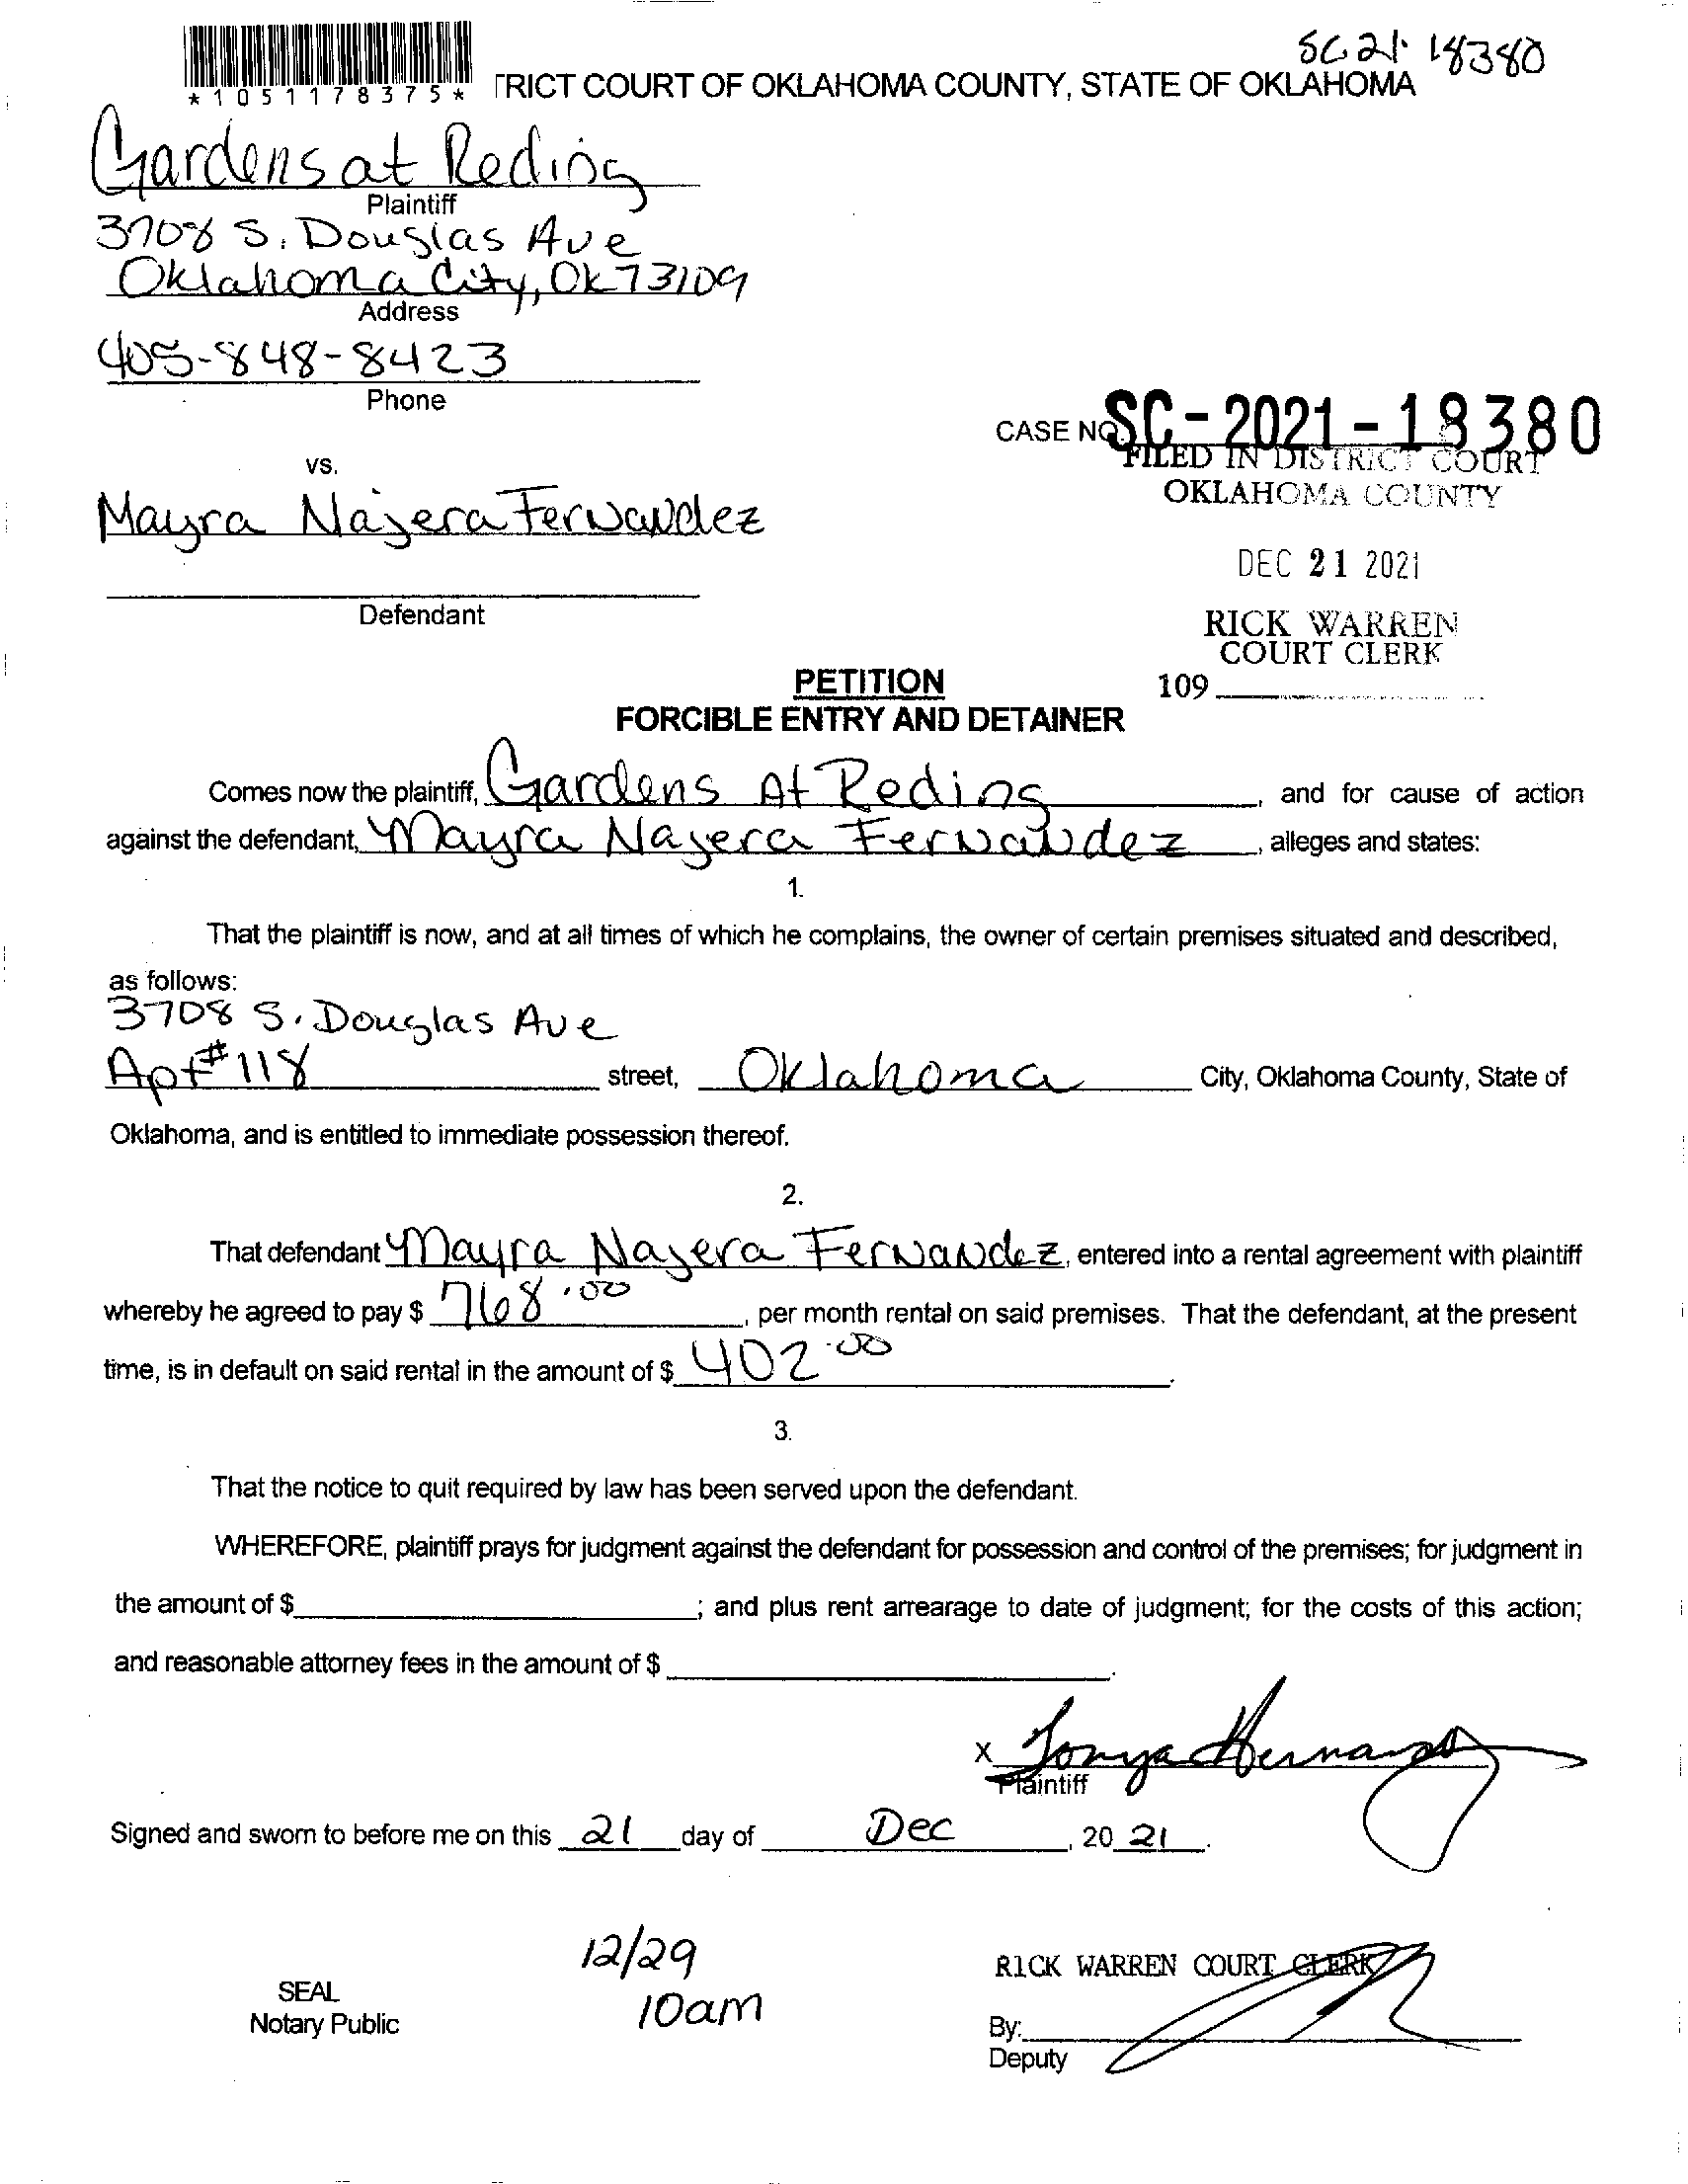 SC 21- 18380
*1051178375* TRICT COURT OF OKLAHOMA COUNTY, STATE OF OKLAHOMA
Gardens at Reding
Plaintiff
3708 S. Douglas Ave
Oklahoma City, Ok 73109
Address
405-848-8423
Phone
CASE NO. SC-2021-18380
FILED IN DISTRICT COURT
OKLAHOMA COUNTY
vs.
Mayra Najera Fernandez
DEC 21 2021
Defendant
RICK WARREN
COURT CLERK
109
PETITION
FORCIBLE ENTRY AND DETAINER
Comes now the plaintiff, Gardens At Reding, and for cause of action
against the defendant, Mayra Najera Fernandez, alleges and states:
1.
That the plaintiff is now, and at all times of which he complains, the owner of certain premises situated and described,
as follows:
3708 S. Douglas Ave
Apt #118 street, Oklahoma City, Oklahoma County, State of
Oklahoma, and is entitled to immediate possession thereof.
2.
That defendant Mayra Najera Fernandez, entered into a rental agreement with plaintiff
whereby he agreed to pay $ 768.00, per month rental on said premises. That the defendant, at the present
time, is in default on said rental in the amount of $ 402.00.
3.
That the notice to quit required by law has been served upon the defendant.
WHEREFORE, plaintiff prays for judgment against the defendant for possession and control of the premises; for judgment in
the amount of $ ; and plus rent arrearage to date of judgment; for the costs of this action;
and reasonable attorney fees in the amount of $ .
X Tonya Hernandez
Plaintiff
Signed and sworn to before me on this 21 day of Dec, 20 21.
12/29
10am
SEAL
Notary Public
RICK WARREN COURT CLERK
By:
Deputy